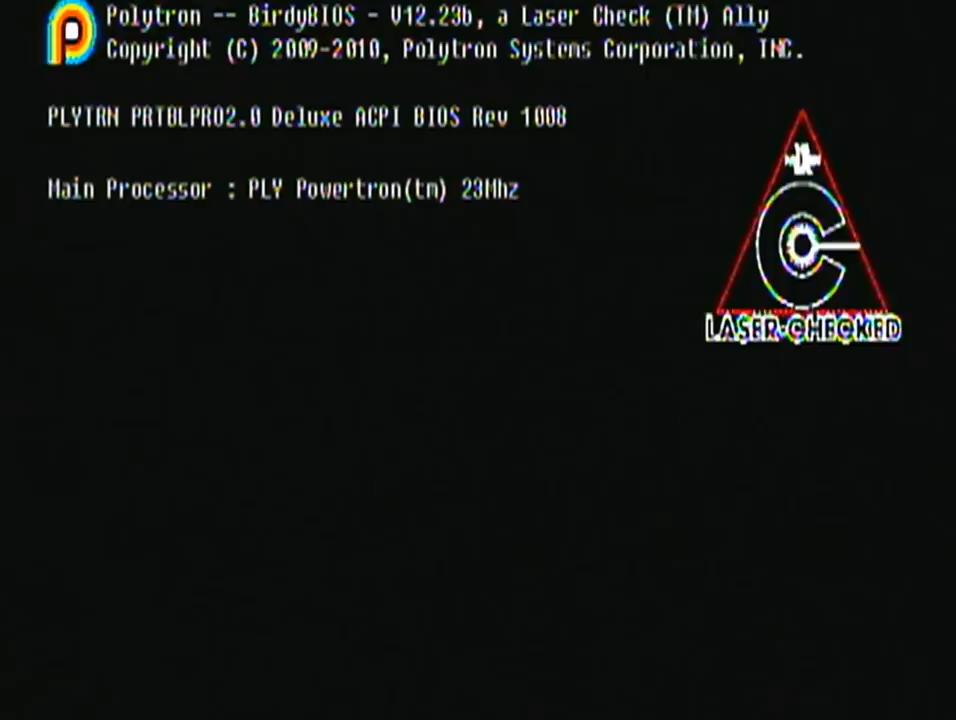 Polytron -- BirdyBIOS - V12.23b, a Laser Check (TM) Ally
Copyright (C) 2009-2010, Polytron Systems Corporation, INC.
PLYTRN PRTBLPRO2.0 Deluxe ACPI BIOS Rev 1008
Main Processor : PLY Powertron(tm) 23Mhz
LASER-CHECKED